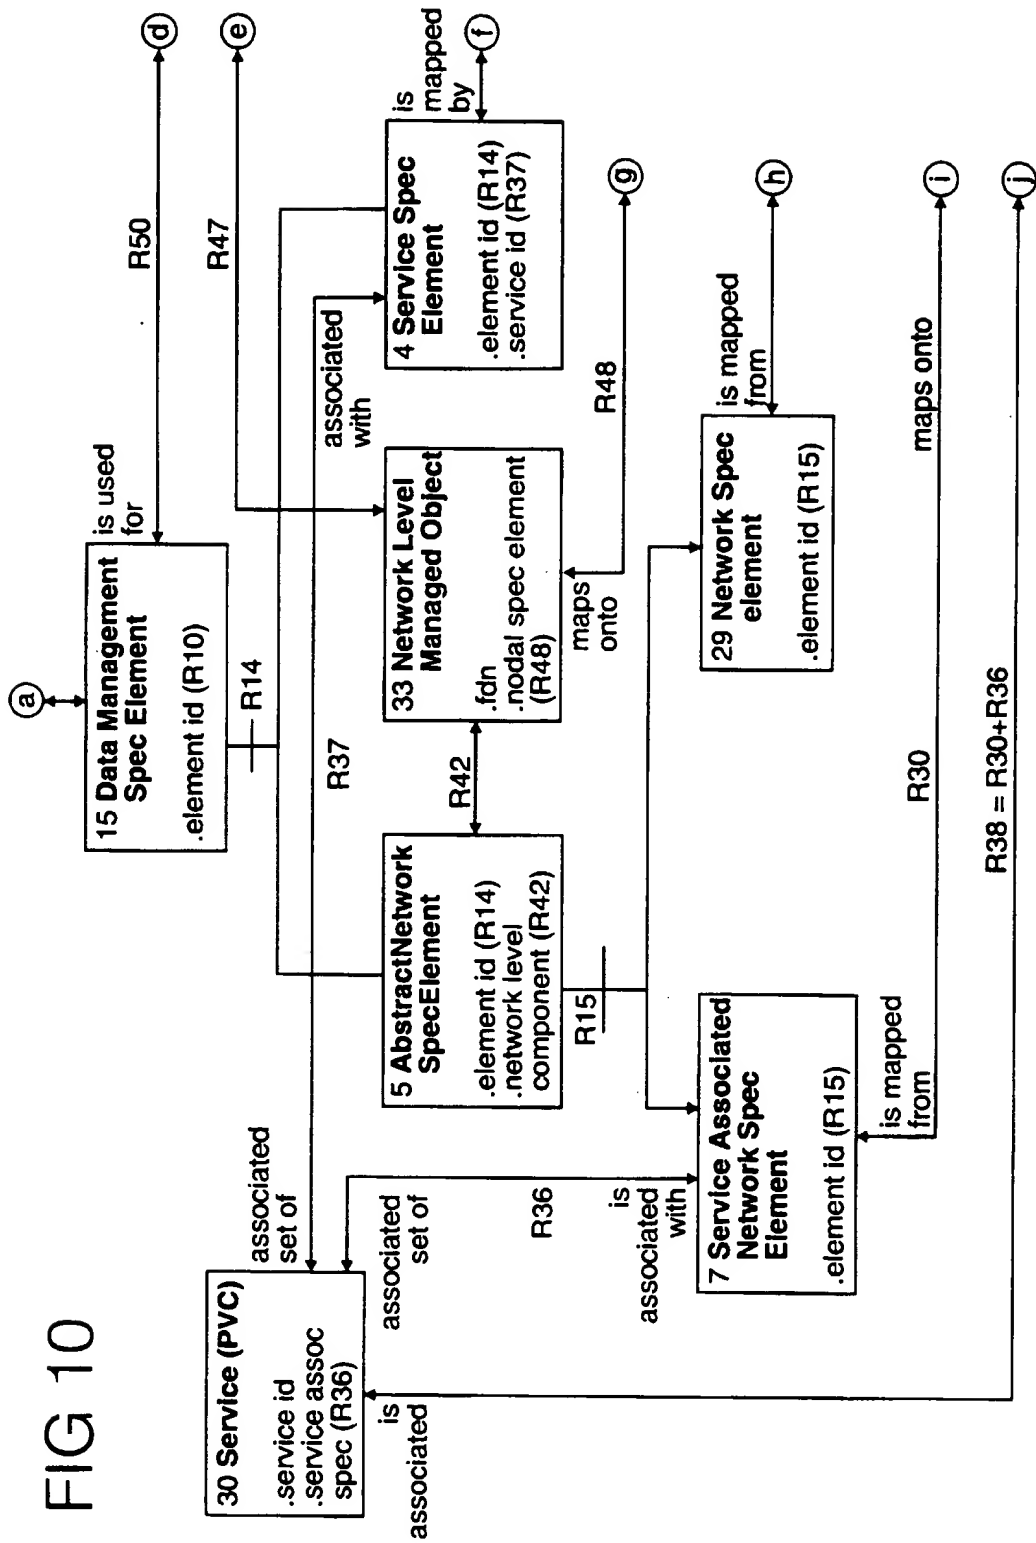 FIG 10
a
15 Data Management
Spec Element
.element id (R10)
is used
for
R50
d
R14
R47
e
30 Service (PVC)
.service id
.service assoc
spec (R36)
associated
set of
R37
associated
with
4 Service Spec
Element
.element id (R14)
.service id (R37)
is
mapped
by
f
5 AbstractNetwork
SpecElement
.element id (R14)
.network level
component (R42)
R42
33 Network Level
Managed Object
.fdn
.nodal spec element
(R48)
maps
onto
R48
g
is
associated
associated
set of
R36
is
associated
with
R15
7 Service Associated
Network Spec
Element
.element id (R15)
29 Network Spec
element
.element id (R15)
is mapped
from
h
is mapped
from
R30
maps onto
i
R38 = R30+R36
j